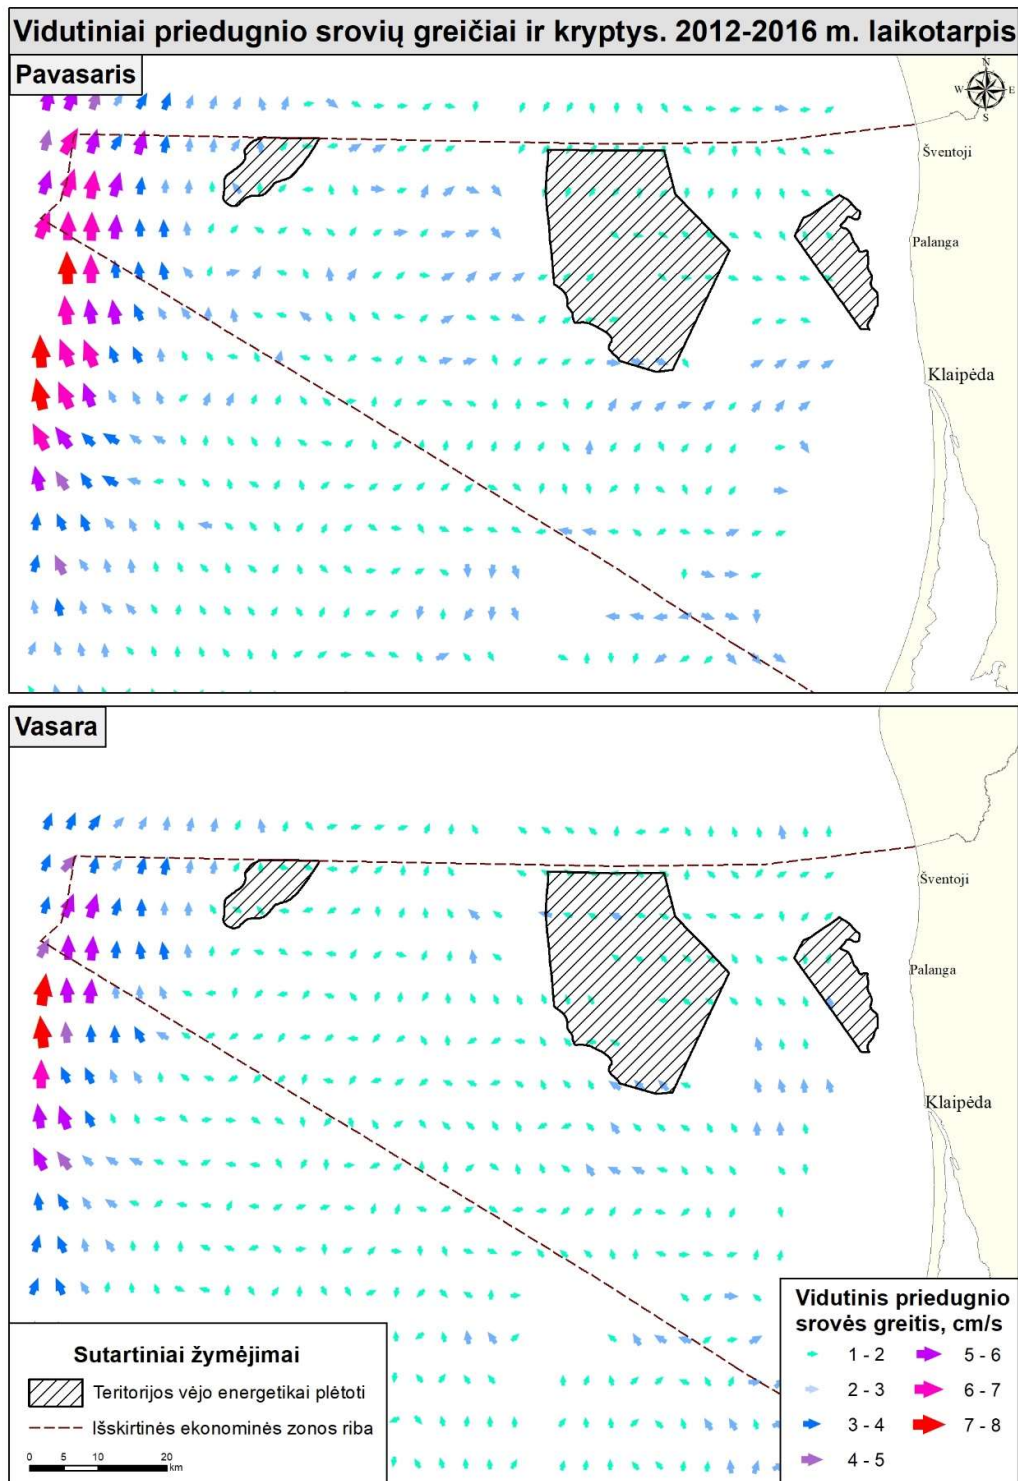 Vidutiniai priedugnio srovių greičiai ir kryptys. 2012-2016 m. laikotarpis
Pavasaris
N
W E
S
Šventoji
Palanga
Klaipėda
Vasara
Šventoji
Palanga
Klaipėda
Sutartiniai žymėjimai
Teritorijos vėjo energetikai plėtoti
Išskirtinės ekonominės zonos riba
0 5 10 20
km
Vidutinis priedugnio
srovės greitis, cm/s
1 - 2 5 - 6
2 - 3 6 - 7
3 - 4 7 - 8
4 - 5